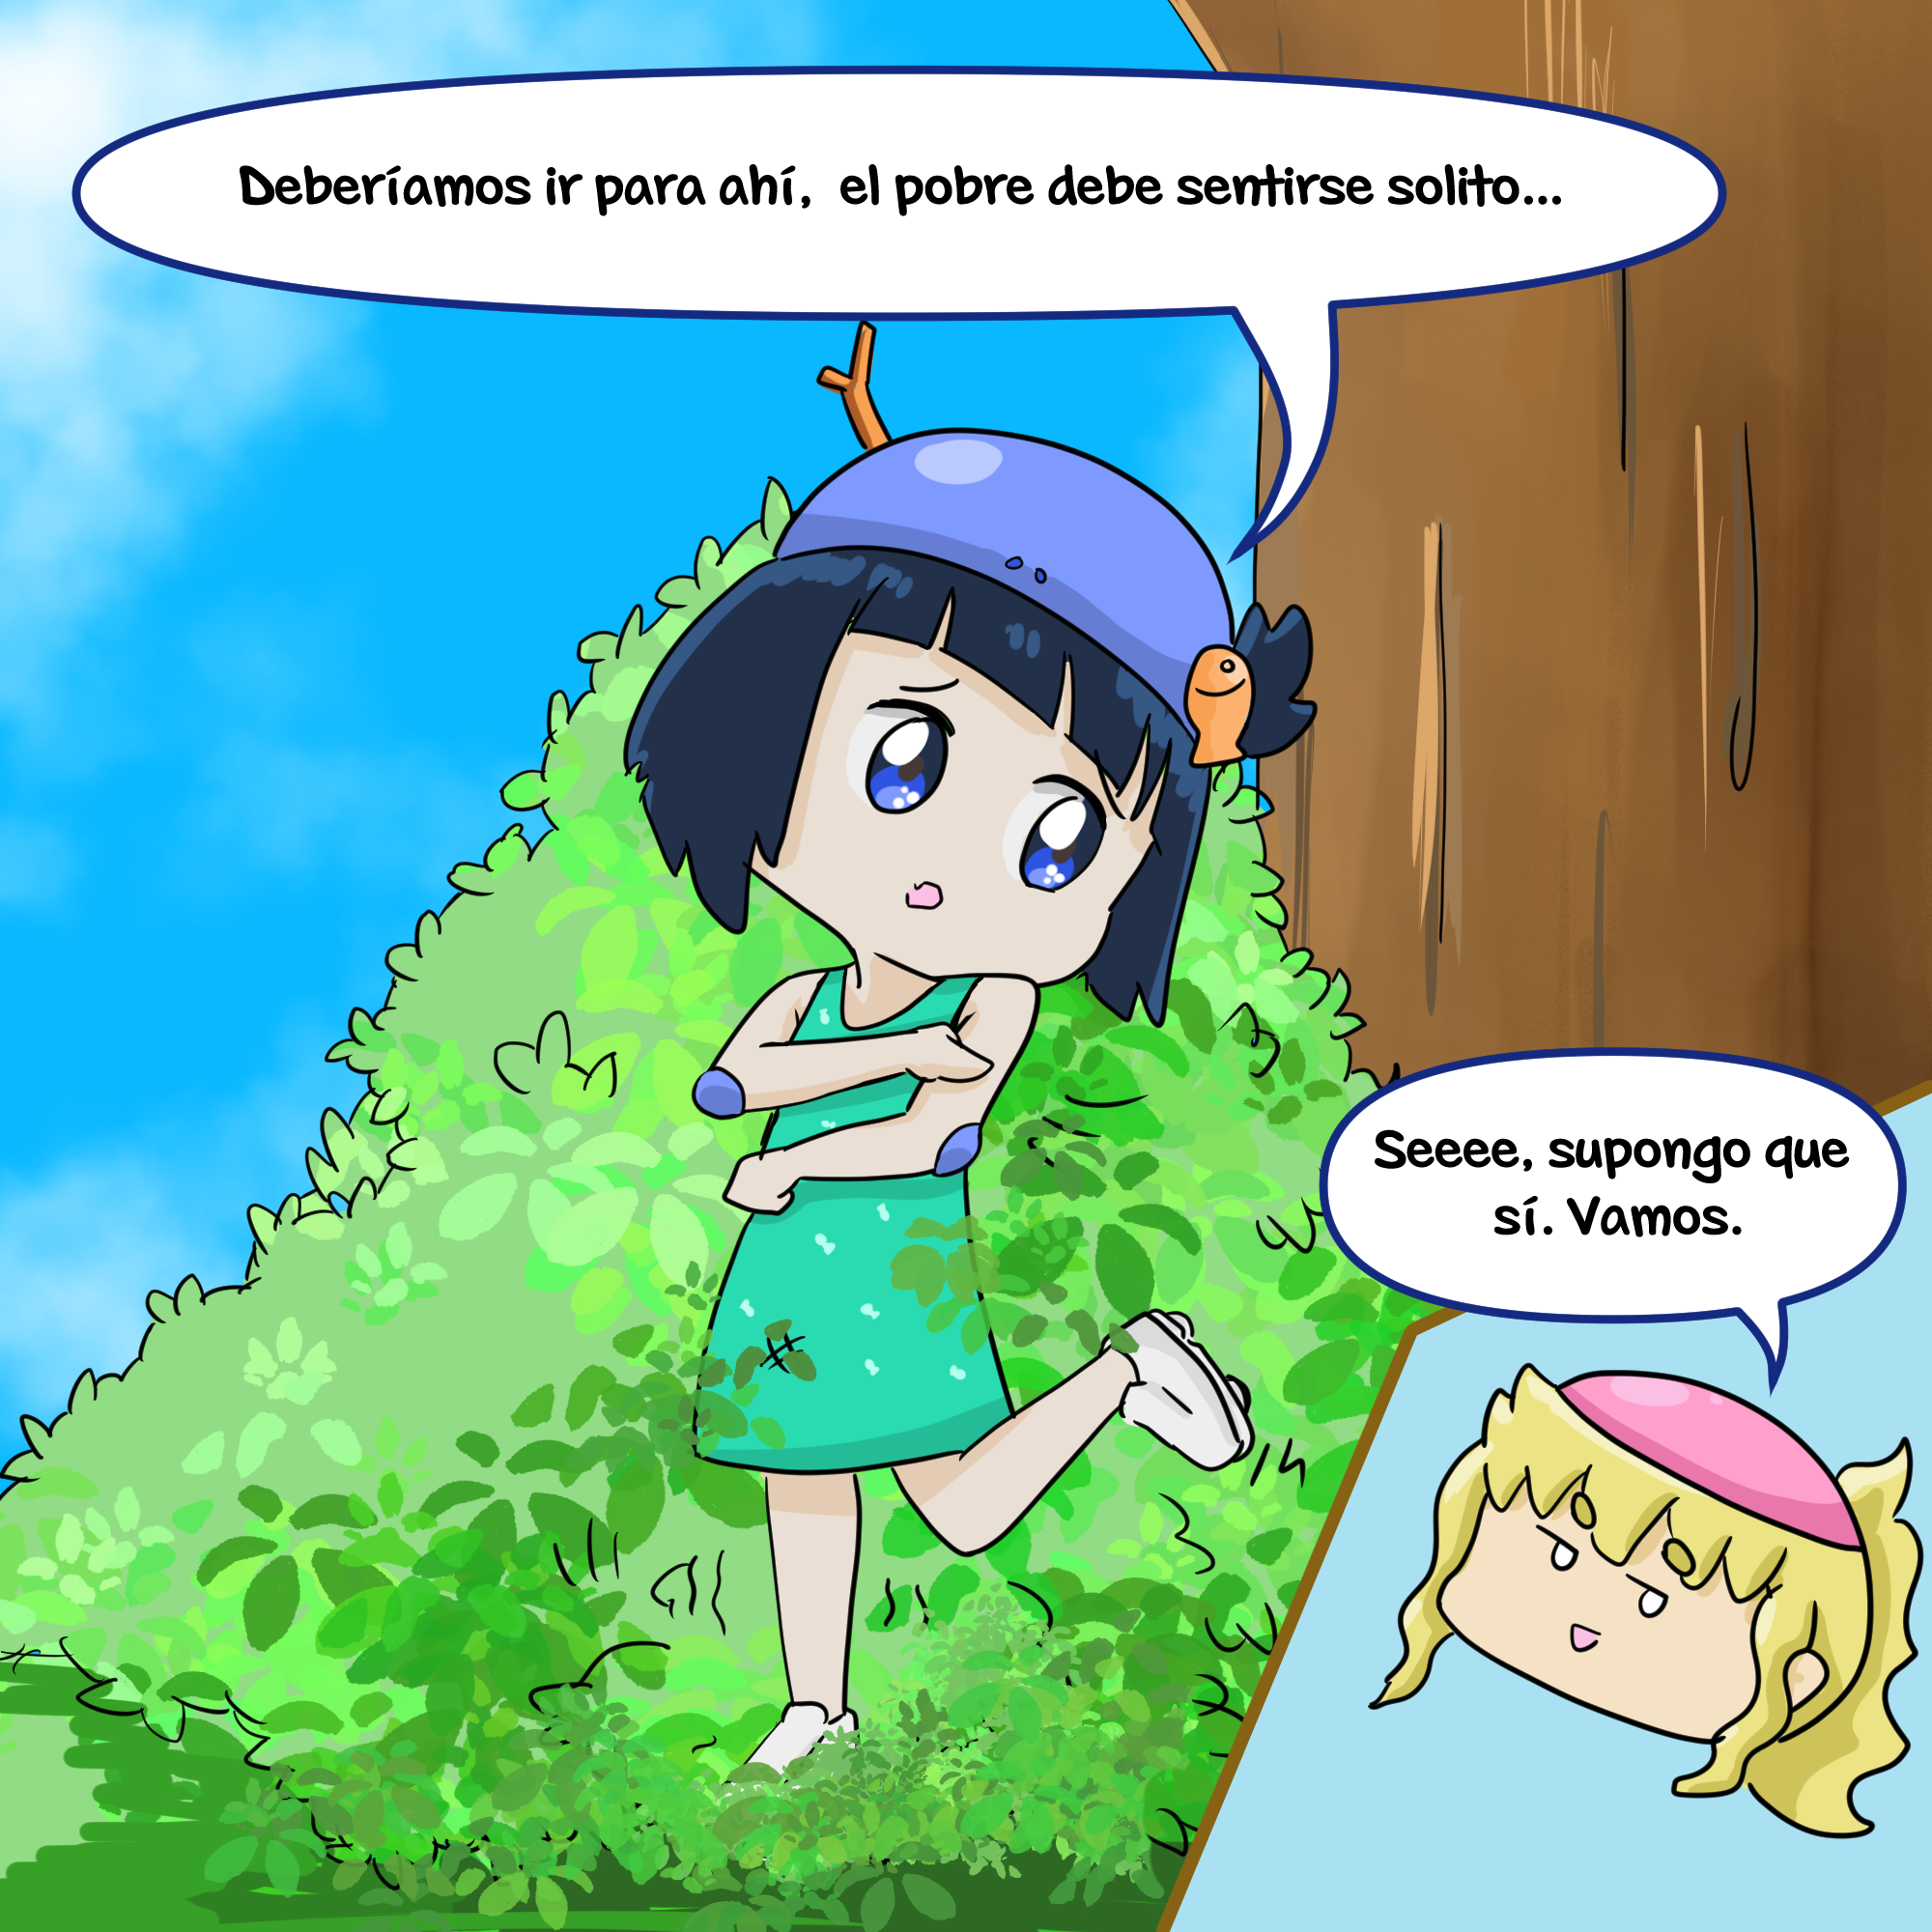 Deberíamos ir para ahí, el pobre debe sentirse solito...
Seeee, supongo que
sí. Vamos.